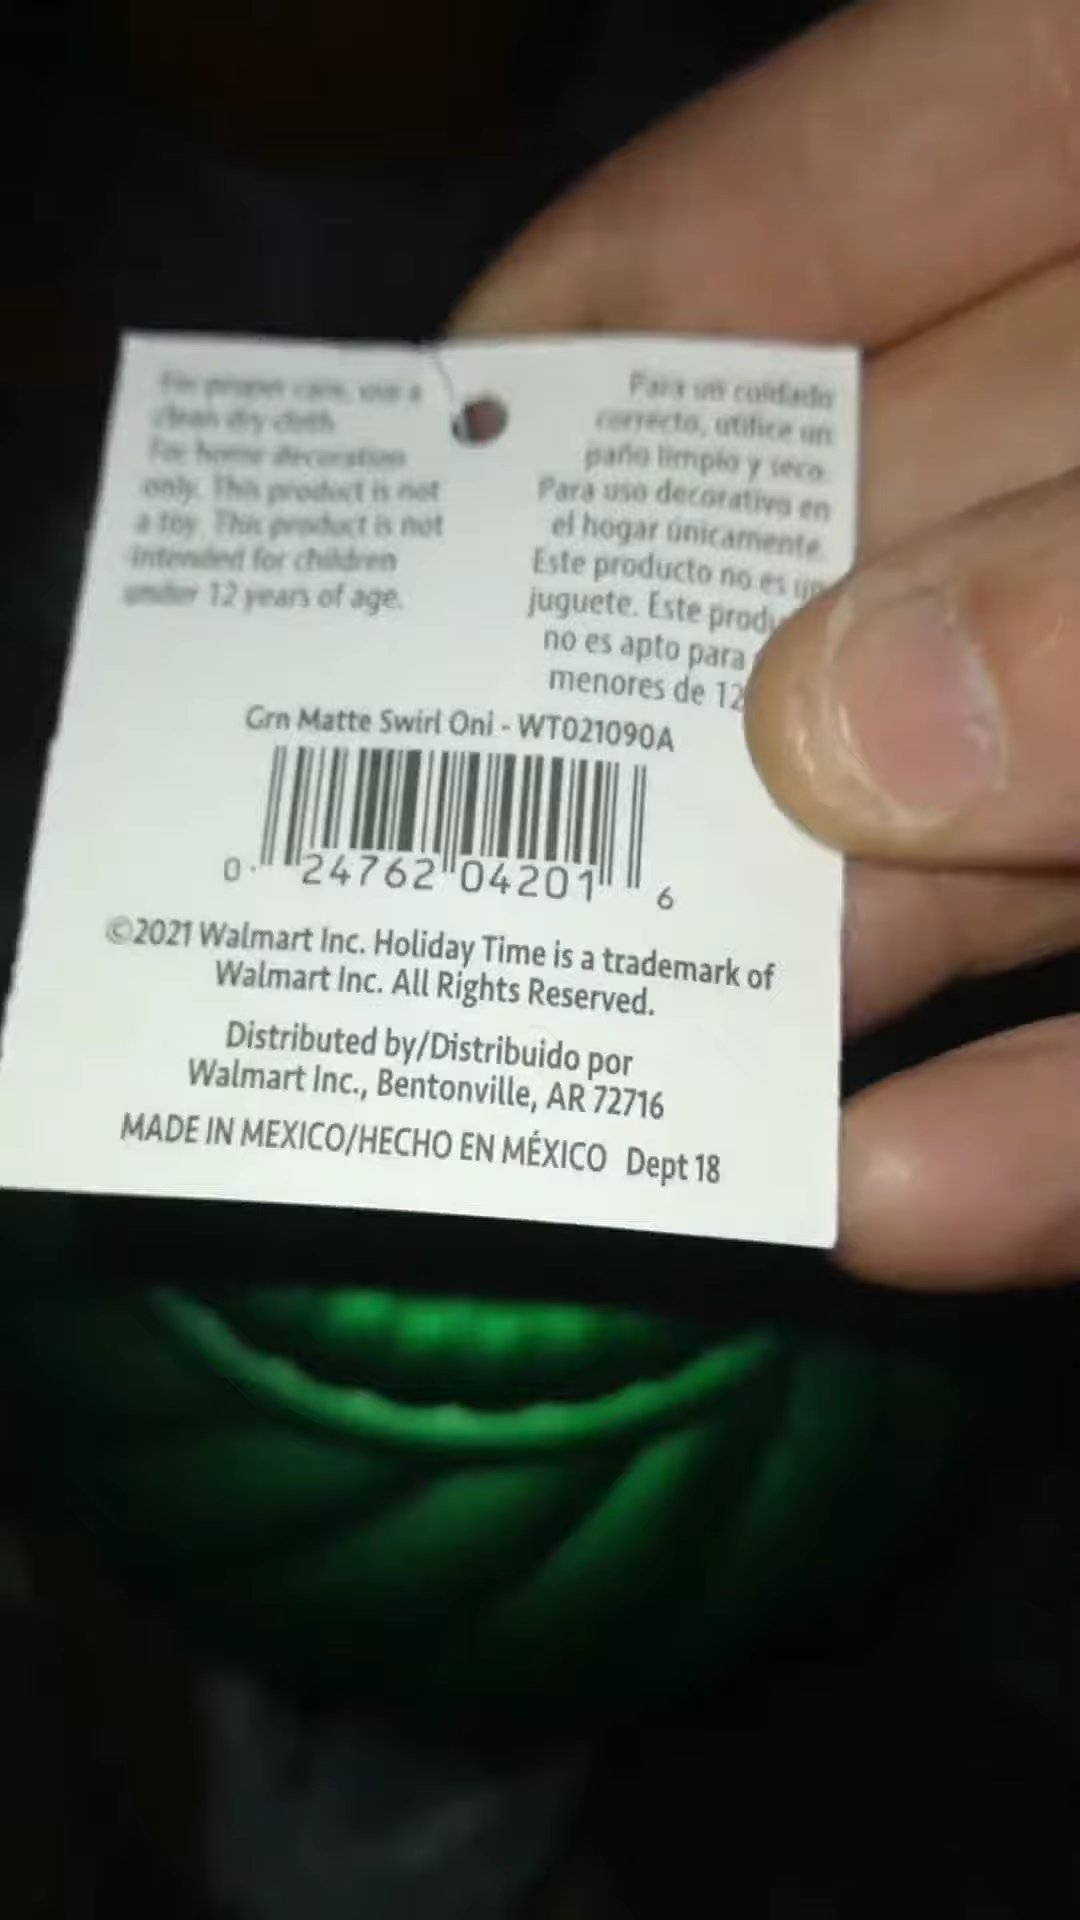 For proper care, use a
clean dry cloth.
For home decoration
only. This product is not
a toy. This product is not
intended for children
under 12 years of age.
Para un cuidado
correcto, utilice un
paño limpio y seco.
Para uso decorativo en
el hogar únicamente.
Este producto no es un
juguete. Este produ
no es apto para
menores de 12
Grn Matte Swirl Oni - WT021090A
0 24762 04201 6
©2021 Walmart Inc. Holiday Time is a trademark of
Walmart Inc. All Rights Reserved.
Distributed by/Distribuido por
Walmart Inc., Bentonville, AR 72716
MADE IN MEXICO/HECHO EN MÉXICO Dept 18